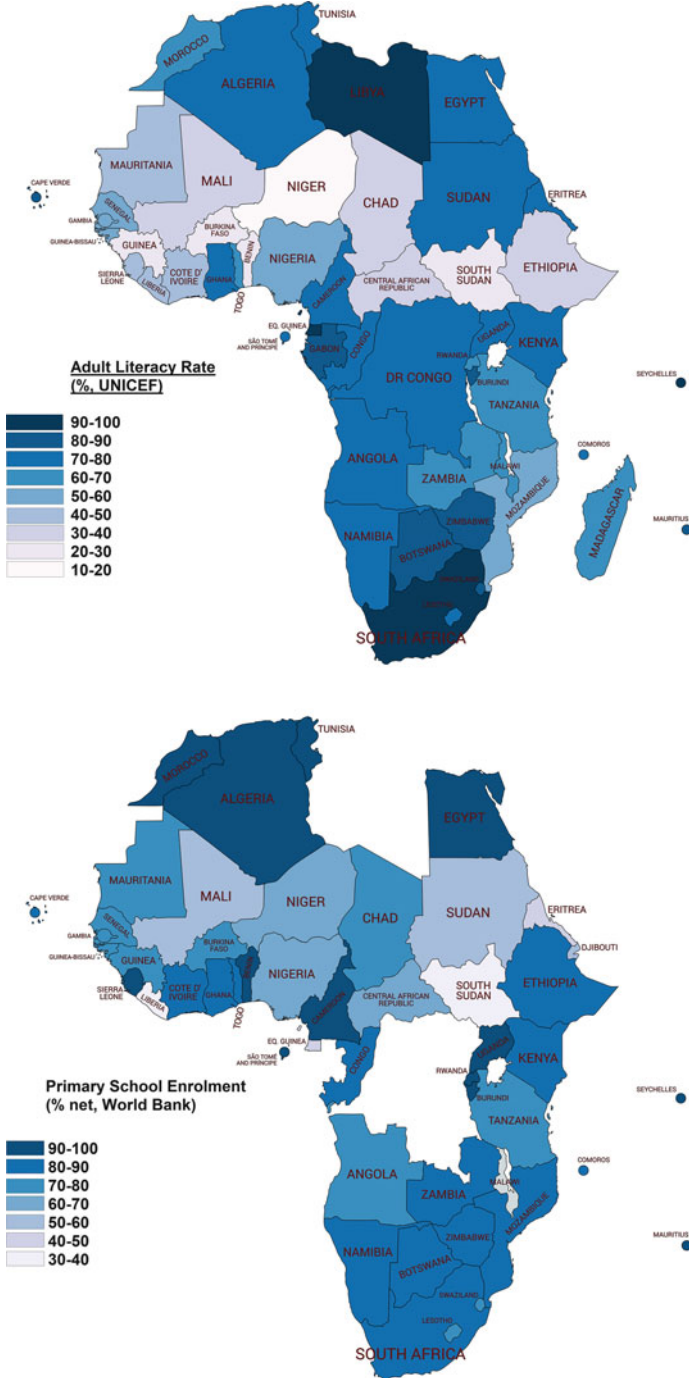 TUNISIA
MOROCCO
ALGERIA
LIBYA
EGYPT
MAURITANIA
MALI
NIGER
CHAD
SUDAN
ERITREA
CAPE VERDE
SENEGAL
GAMBIA
GUINEA-BISSAU
GUINEA
BURKINA
FASO
BENIN
NIGERIA
SIERRA
LEONE
LIBERIA
COTE D'
IVOIRE
GHANA
TOGO
CAMEROON
CENTRAL AFRICAN
REPUBLIC
SOUTH
SUDAN
ETHIOPIA
EQ. GUINEA
SÃO TOMÉ
AND PRÍNCIPE
GABON
CONGO
DR CONGO
UGANDA
KENYA
RWANDA
BURUNDI
TANZANIA
SEYCHELLES
Adult Literacy Rate
(%, UNICEF)
90-100
80-90
70-80
60-70
50-60
40-50
30-40
20-30
10-20
ANGOLA
ZAMBIA
MALAWI
MOZAMBIQUE
COMOROS
MADAGASCAR
MAURITIUS
NAMIBIA
ZIMBABWE
BOTSWANA
SWAZILAND
LESOTHO
SOUTH AFRICA
TUNISIA
MOROCCO
ALGERIA
EGYPT
MAURITANIA
MALI
NIGER
CHAD
SUDAN
ERITREA
DJIBOUTI
CAPE VERDE
SENEGAL
GAMBIA
GUINEA-BISSAU
GUINEA
BURKINA
FASO
BENIN
NIGERIA
SIERRA
LEONE
LIBERIA
COTE D'
IVOIRE
GHANA
TOGO
CAMEROON
CENTRAL AFRICAN
REPUBLIC
SOUTH
SUDAN
ETHIOPIA
EQ. GUINEA
SÃO TOMÉ
AND PRÍNCIPE
CONGO
UGANDA
KENYA
RWANDA
BURUNDI
TANZANIA
SEYCHELLES
Primary School Enrolment
(% net, World Bank)
90-100
80-90
70-80
60-70
50-60
40-50
30-40
ANGOLA
ZAMBIA
MALAWI
MOZAMBIQUE
COMOROS
MAURITIUS
NAMIBIA
ZIMBABWE
BOTSWANA
SWAZILAND
LESOTHO
SOUTH AFRICA